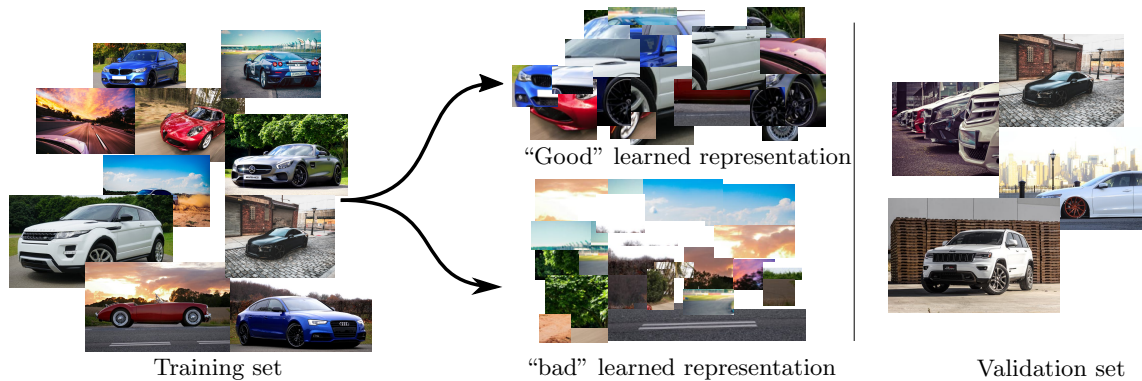 “Good” learned representation
Training set
“bad” learned representation
Validation set